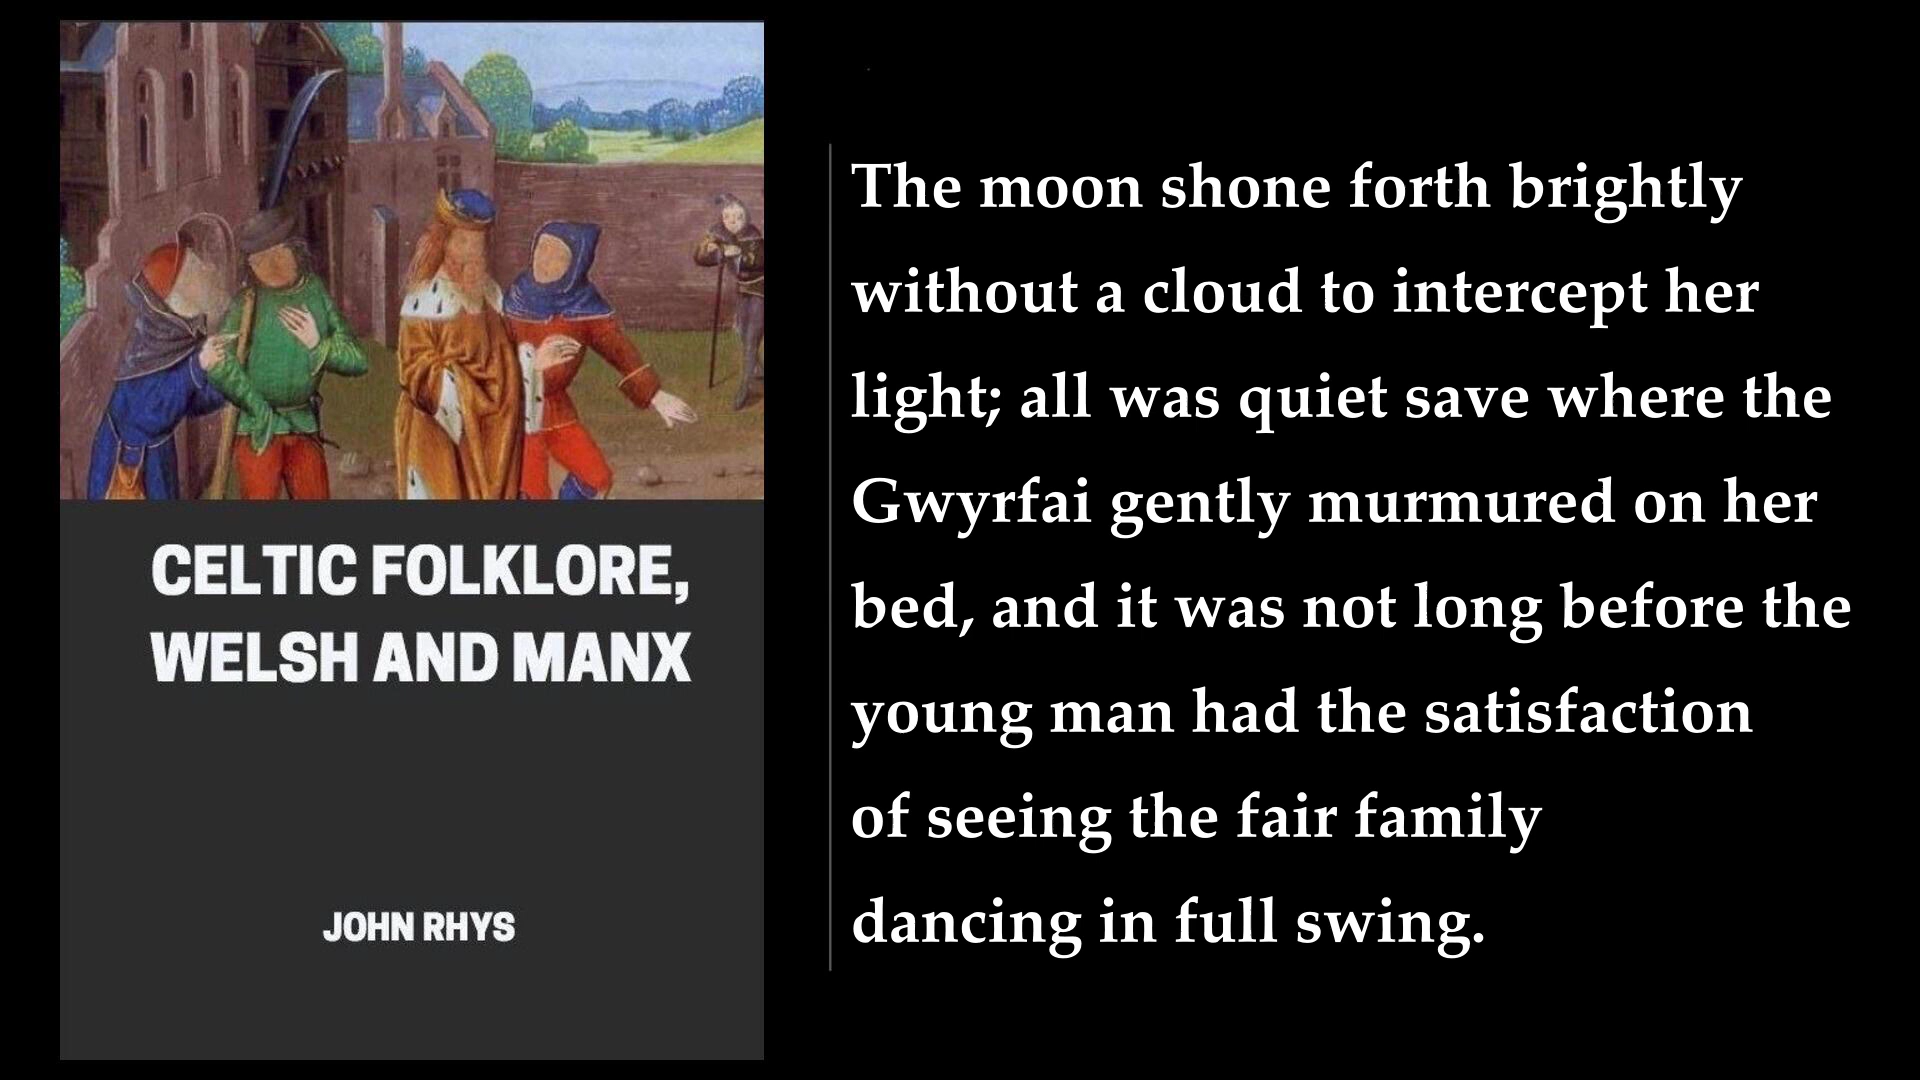 CELTIC FOLKLORE,
WELSH AND MANX
JOHN RHYS
The moon shone forth brightly
without a cloud to intercept her
light; all was quiet save where the
Gwyrfai gently murmured on her
bed, and it was not long before the
young man had the satisfaction
of seeing the fair family
dancing in full swing.